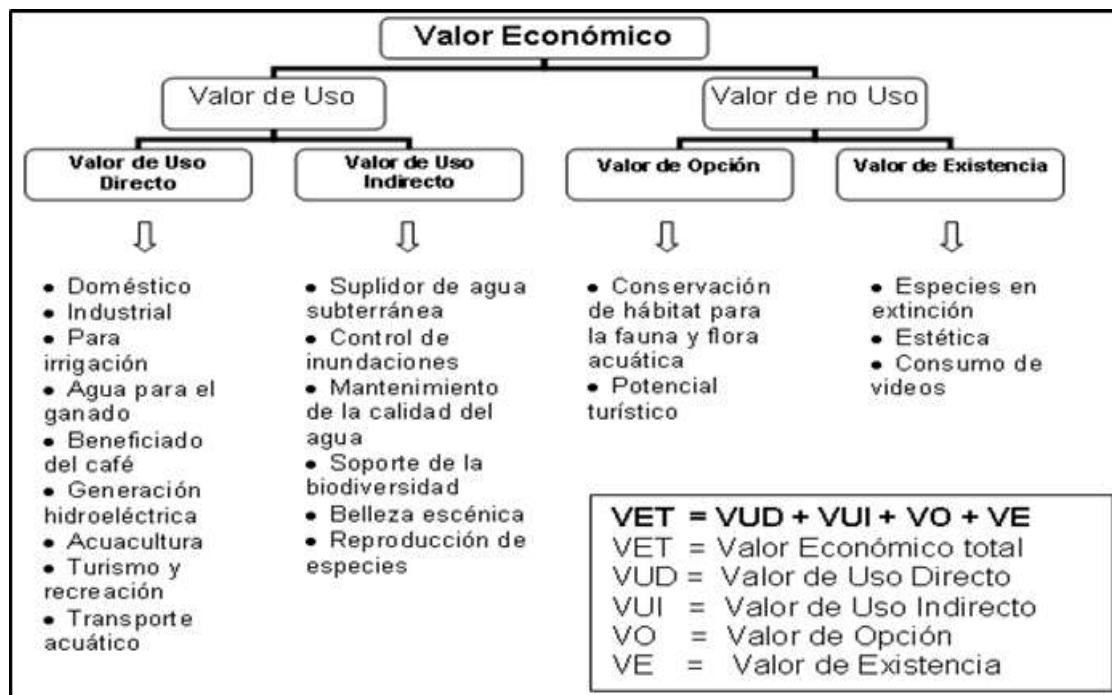 Valor Económico
Valor de Uso
Valor de no Uso
Valor de Uso
Directo
Valor de Uso
Indirecto
Valor de Opción
Valor de Existencia
• Doméstico
• Industrial
• Para
irrigación
• Agua para el
ganado
• Beneficiado
del café
• Generación
hidroeléctrica
• Acuacultura
• Turismo y
recreación
• Transporte
acuático
• Suplidor de agua
subterránea
• Control de
inundaciones
• Mantenimiento
de la calidad del
agua
• Soporte de la
biodiversidad
• Belleza escénica
• Reproducción de
especies
• Conservación
de hábitat para
la fauna y flora
acuática
• Potencial
turístico
• Especies en
extinción
• Estética
• Consumo de
videos
VET = VUD + VUI + VO + VE
VET = Valor Económico total
VUD = Valor de Uso Directo
VUI = Valor de Uso Indirecto
VO = Valor de Opción
VE = Valor de Existencia